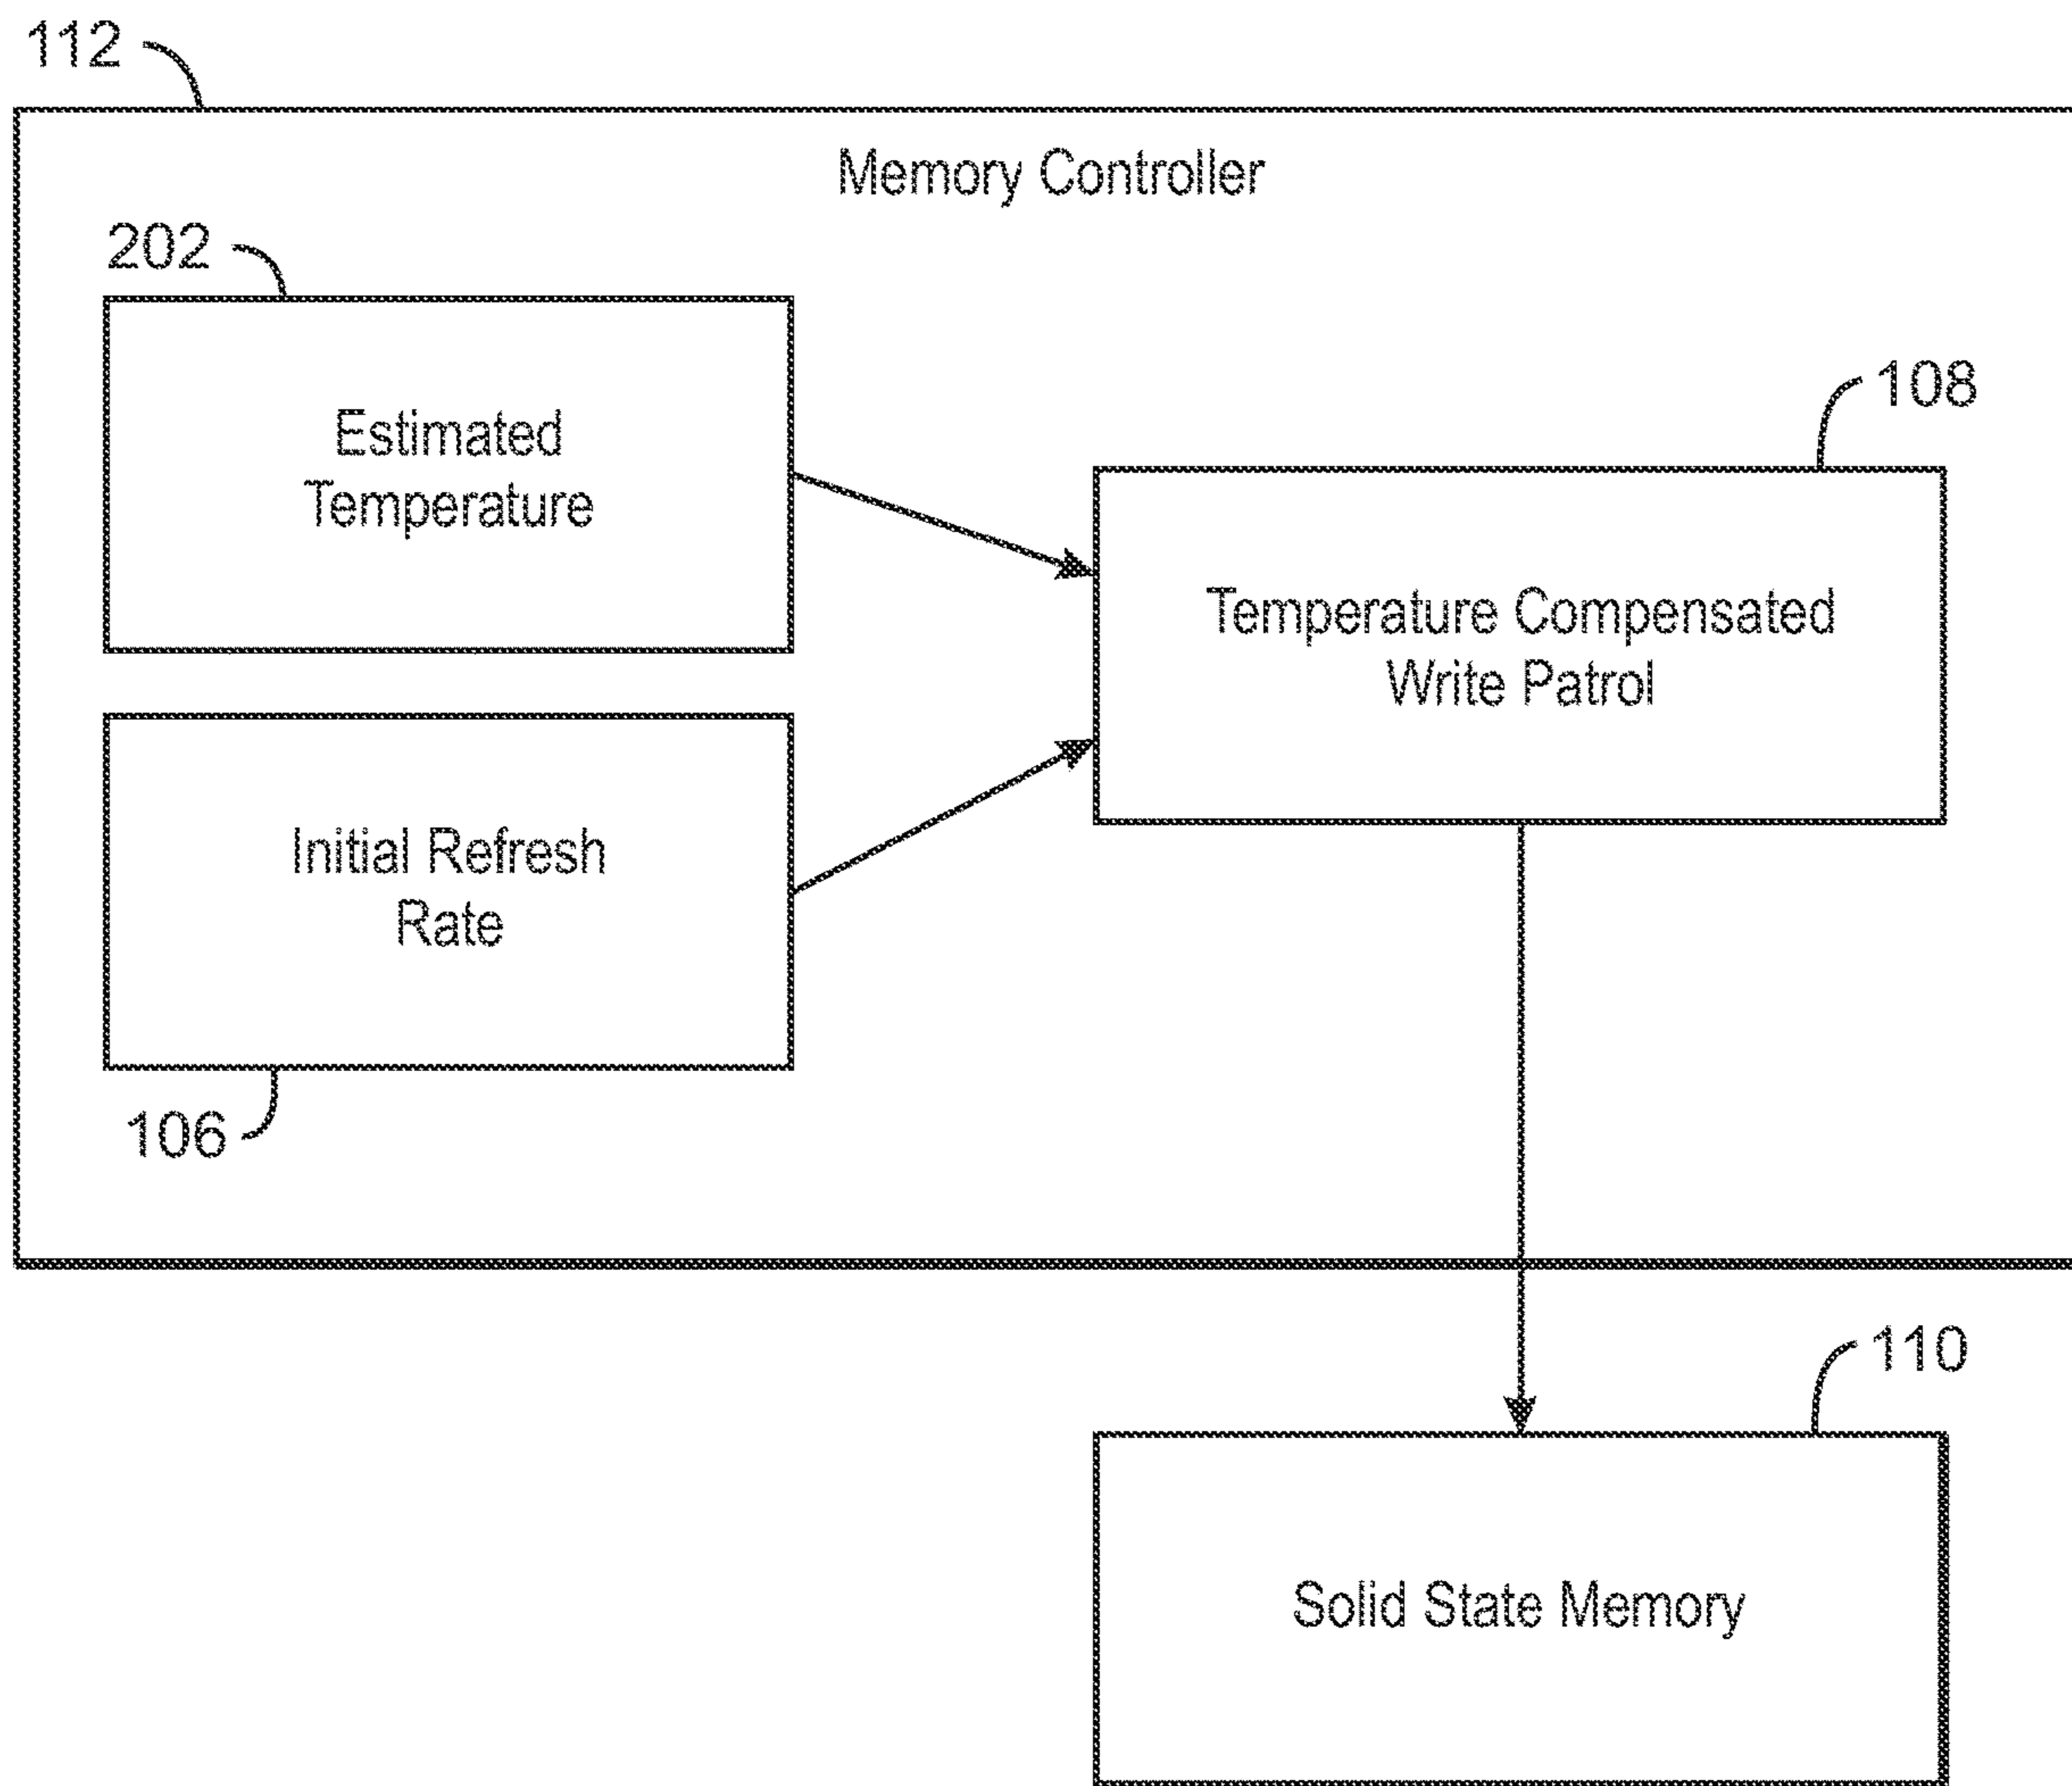 112
Memory Controller
202
Estimated
Temperature
108
Temperature Compensated
Write Patrol
Initial Refresh
Rate
106
110
Solid State Memory